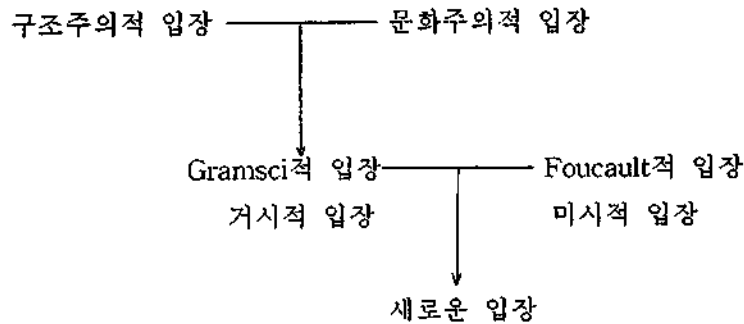 구조주의적 입장 문화주의적 입장
Gramsci적 입장 Foucault적 입장
거시적 입장 미시적 입장
새로운 입장